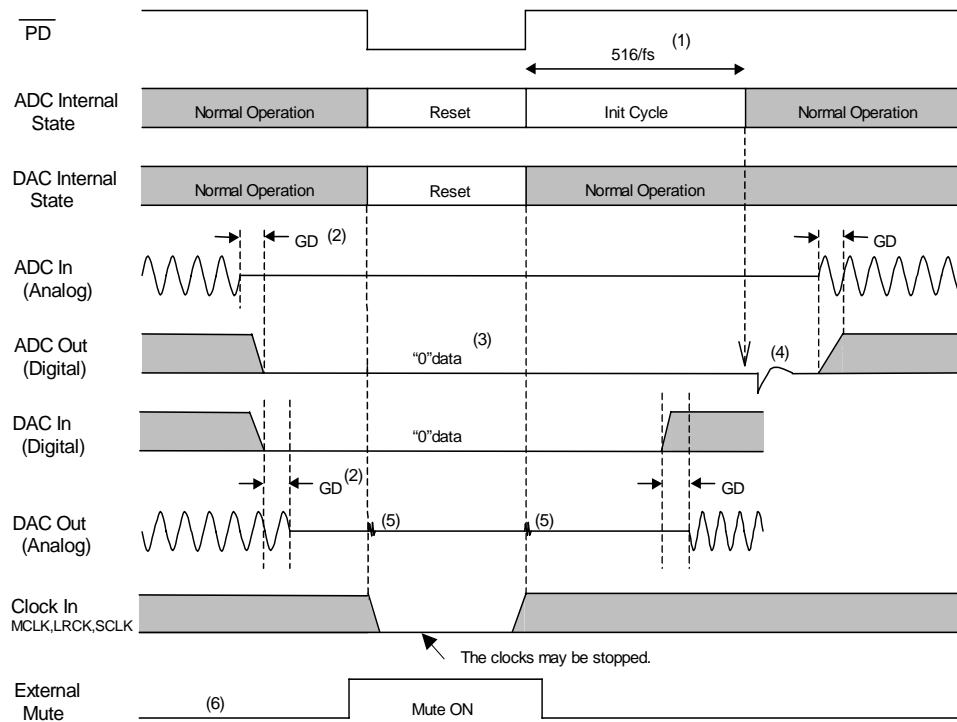 PD
516/fs (1)
ADC Internal
State
Normal Operation Reset Init Cycle Normal Operation
DAC Internal
State
Normal Operation Reset Normal Operation
GD (2) GD
ADC In
(Analog)
ADC Out
(Digital)
“0”data (3) (4)
DAC In
(Digital)
“0”data
GD (2) GD
DAC Out
(Analog)
(5) (5)
Clock In
MCLK,LRCK,SCLK
The clocks may be stopped.
External
Mute
(6) Mute ON